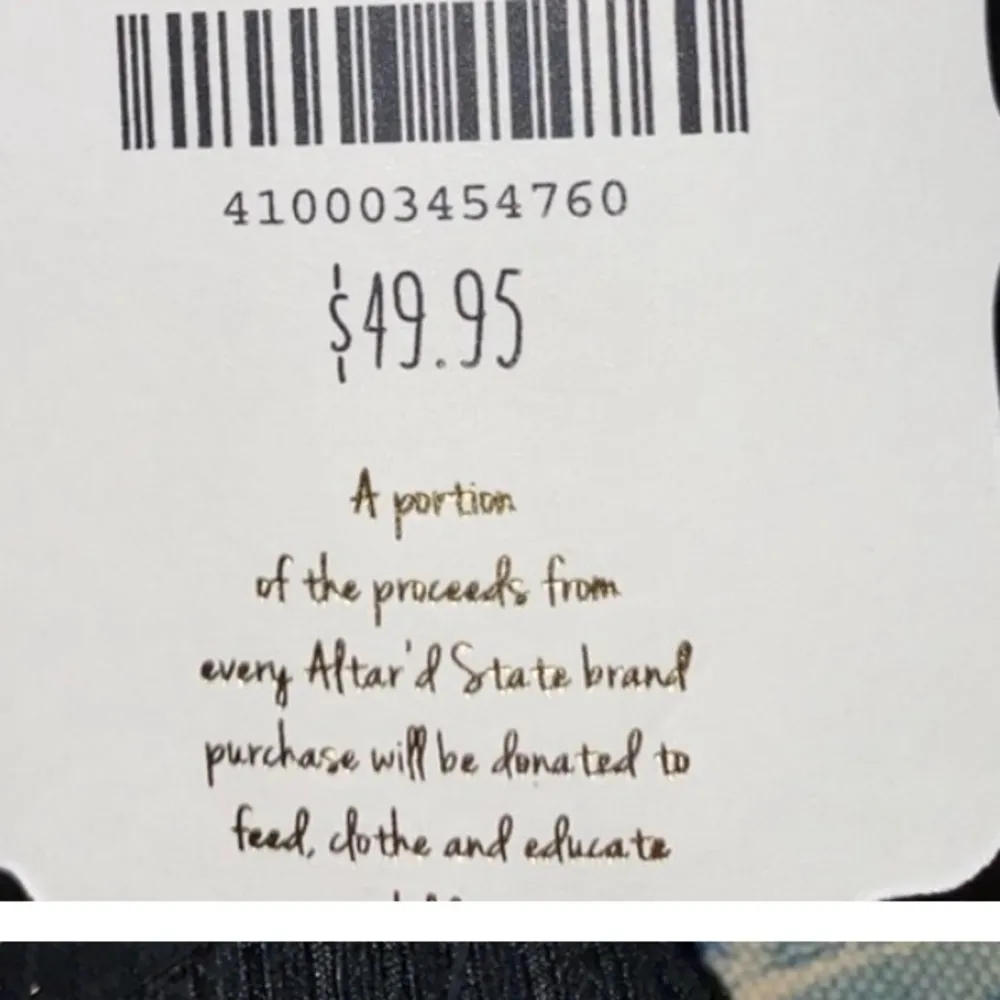 410003454760
$49.95
A portion
of the proceeds from
every Altar'd State brand
purchase will be donated to
feed, clothe and educate